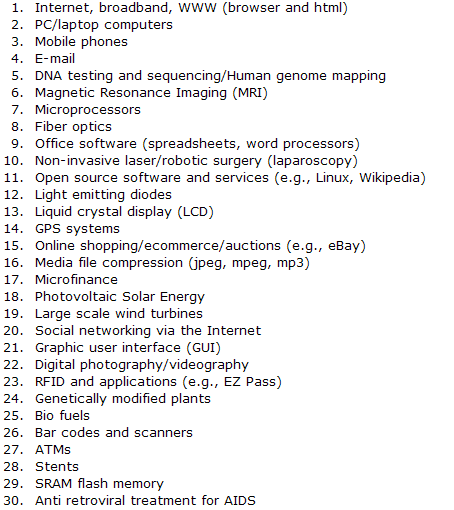 1. Internet, broadband, WWW (browser and html)
2. PC/laptop computers
3. Mobile phones
4. E-mail
5. DNA testing and sequencing/Human genome mapping
6. Magnetic Resonance Imaging (MRI)
7. Microprocessors
8. Fiber optics
9. Office software (spreadsheets, word processors)
10. Non-invasive laser/robotic surgery (laparoscopy)
11. Open source software and services (e.g., Linux, Wikipedia)
12. Light emitting diodes
13. Liquid crystal display (LCD)
14. GPS systems
15. Online shopping/ecommerce/auctions (e.g., eBay)
16. Media file compression (jpeg, mpeg, mp3)
17. Microfinance
18. Photovoltaic Solar Energy
19. Large scale wind turbines
20. Social networking via the Internet
21. Graphic user interface (GUI)
22. Digital photography/videography
23. RFID and applications (e.g., EZ Pass)
24. Genetically modified plants
25. Bio fuels
26. Bar codes and scanners
27. ATMs
28. Stents
29. SRAM flash memory
30. Anti retroviral treatment for AIDS